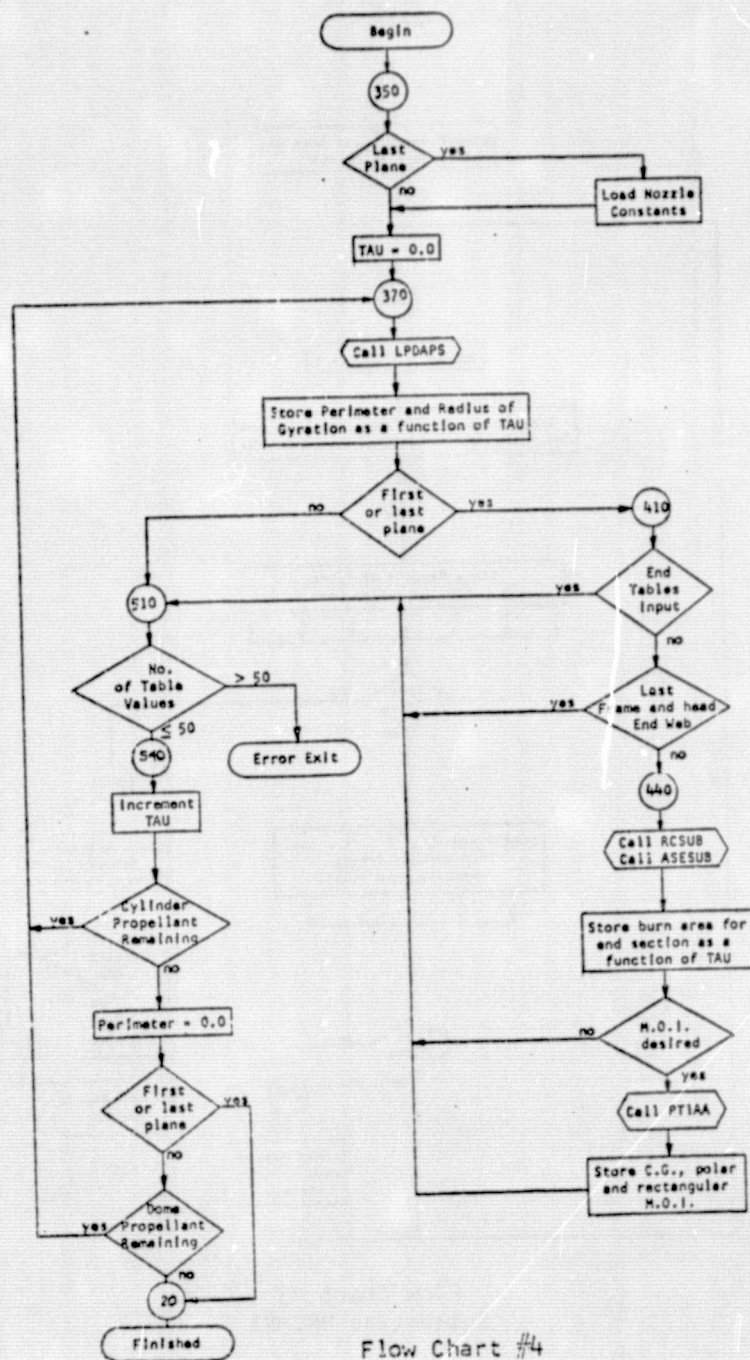 Begin
350
Last
Plane
yes
no
Load Nozzle
Constants
TAU = 0.0
370
Call LPDAPS
Store Perimeter and Radius of
Gyration as a function of TAU
First
or last
plane
no
yes
410
End
Tables
Input
yes
no
510
No.
of Table
Values
> 50
≤ 50
Error Exit
Last
Frame and head
End Web
yes
no
540
440
Increment
TAU
Call RCSUB
Call ASESUB
Cylinder
Propellant
Remaining
yes
no
Store burn area for
end section as a
function of TAU
Perimeter = 0.0
M.O.I.
desired
no
yes
First
or last
plane
yes
no
Call PTIAA
Store C.G., polar
and rectangular
M.O.I.
Dome
Propellant
Remaining
yes
no
20
Finished
Flow Chart #4